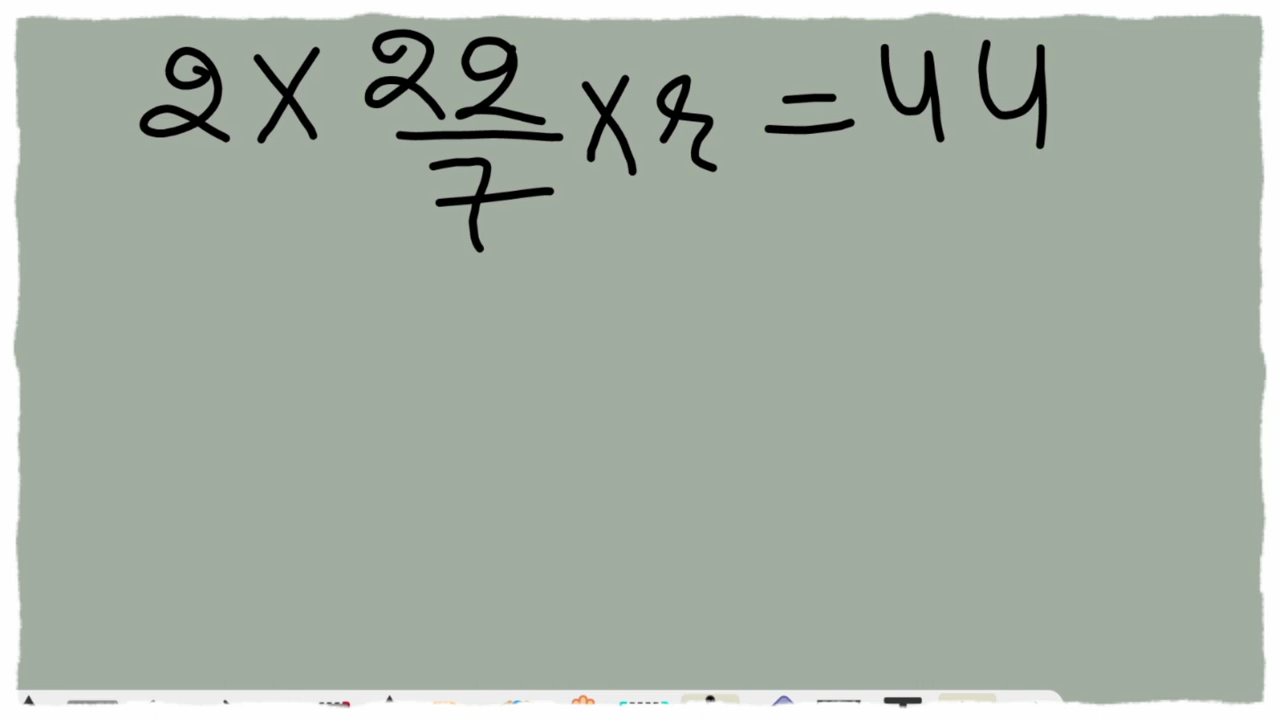 2 × 22/7 × r = 44